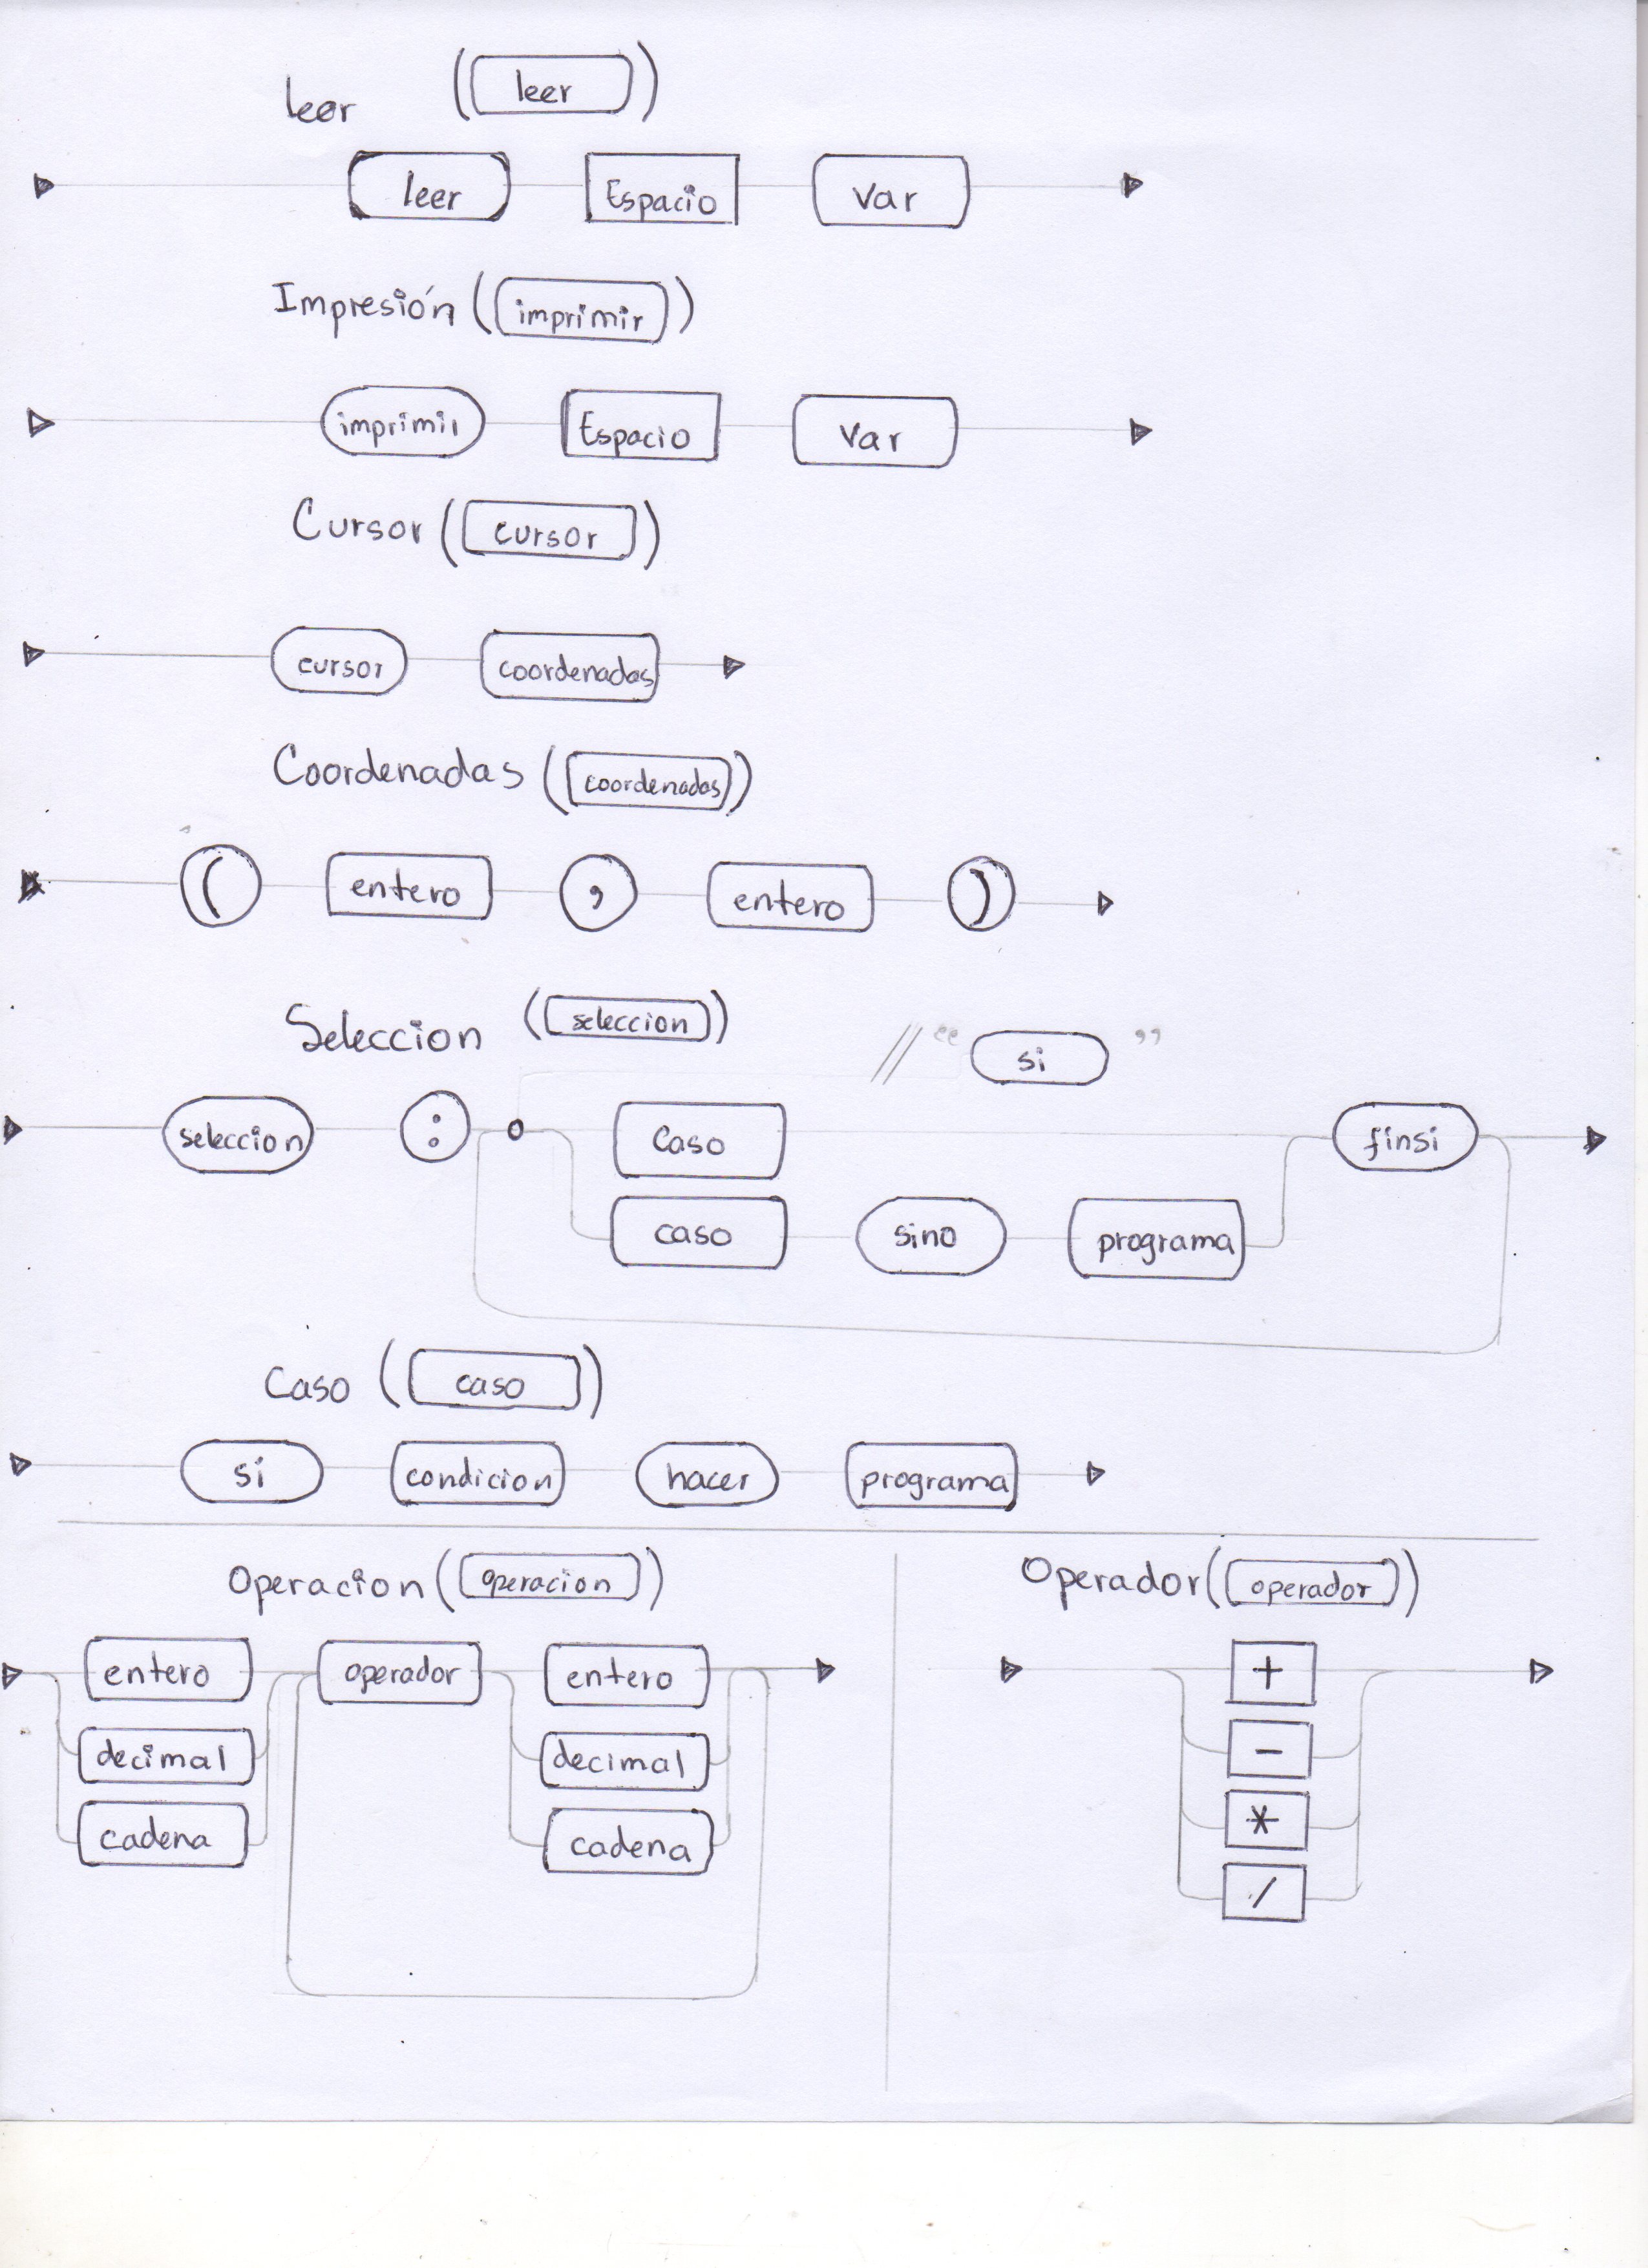 leer ( leer )
leer Espacio Var
Impresión ( imprimir )
imprimir Espacio Var
Cursor ( cursor )
cursor coordenadas
Coordenadas ( coordenadas )
( entero , entero )
Seleccion ( seleccion )
// “ si ”
seleccion : o Caso finsi
caso sino programa
Caso ( caso )
si condicion hacer programa
Operacion ( operacion )
entero operador entero
decimal decimal
cadena cadena
Operador ( operador )
+
-
*
/